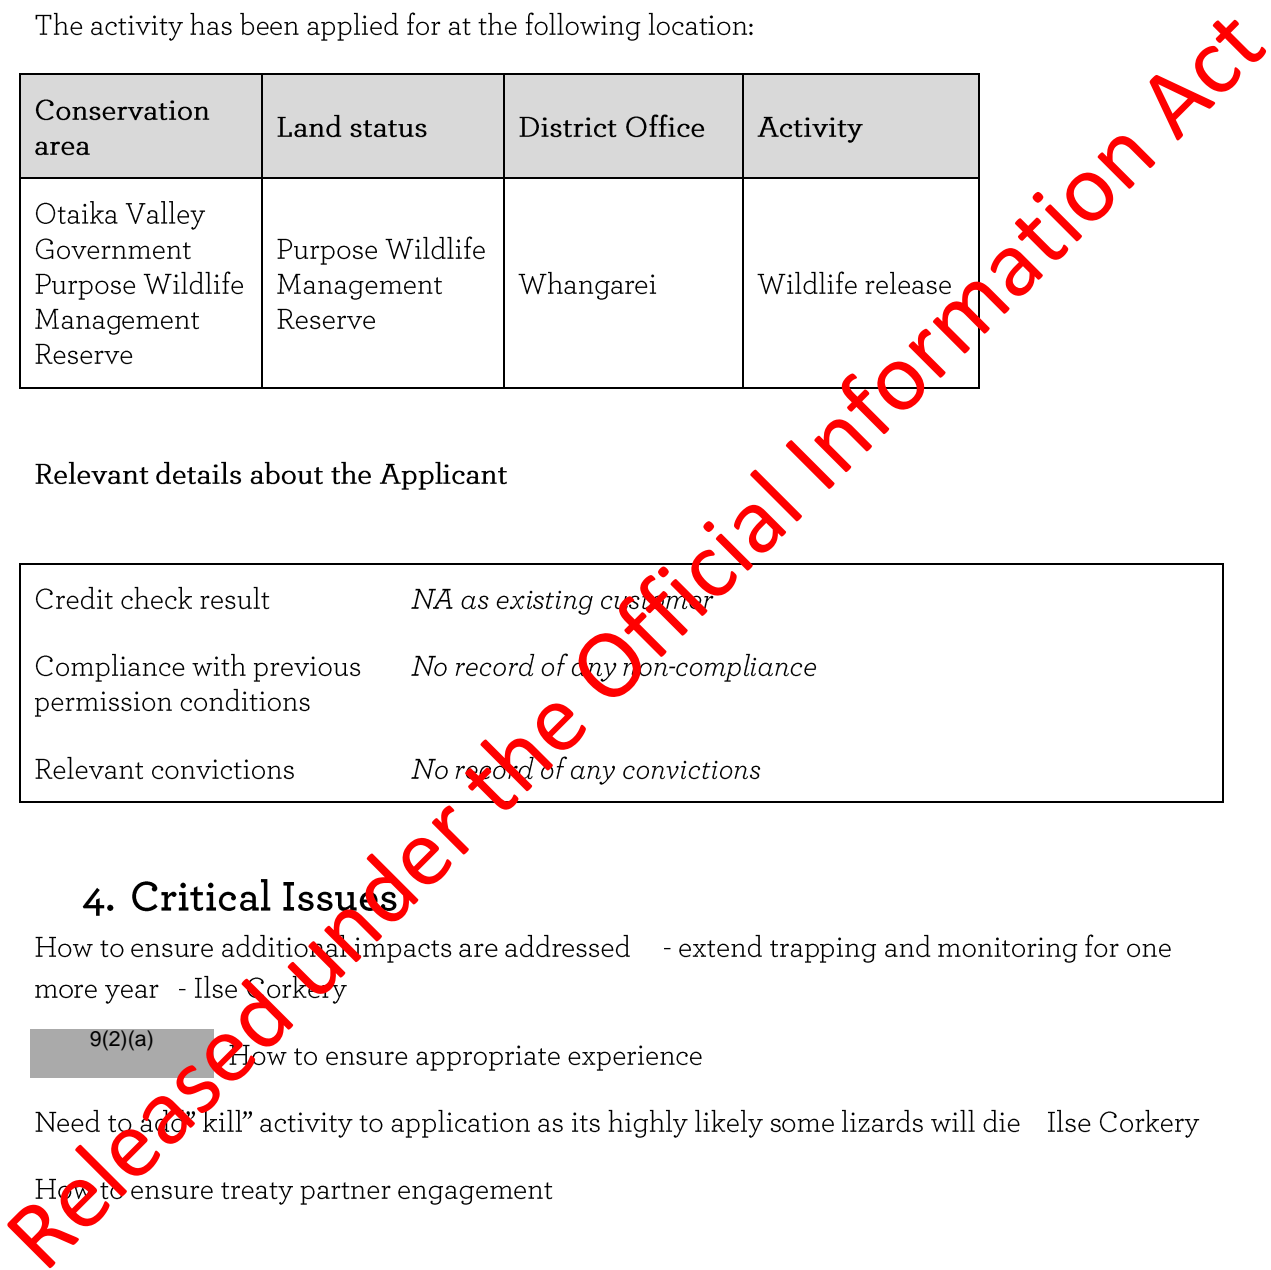 The activity has been applied for at the following location:
Conservation area
Land status
District Office
Activity
Otaika Valley
Government
Purpose Wildlife
Management
Reserve
Purpose Wildlife
Management
Reserve
Whangarei
Wildlife release
Relevant details about the Applicant
Credit check result NA as existing customer
Compliance with previous No record of any non-compliance
permission conditions
Relevant convictions No record of any convictions
4. Critical Issues
How to ensure additional impacts are addressed - extend trapping and monitoring for one
more year - Ilse Corkery
9(2)(a) How to ensure appropriate experience
Need to add” kill” activity to application as its highly likely some lizards will die Ilse Corkery
How to ensure treaty partner engagement
Released under the Official Information Act